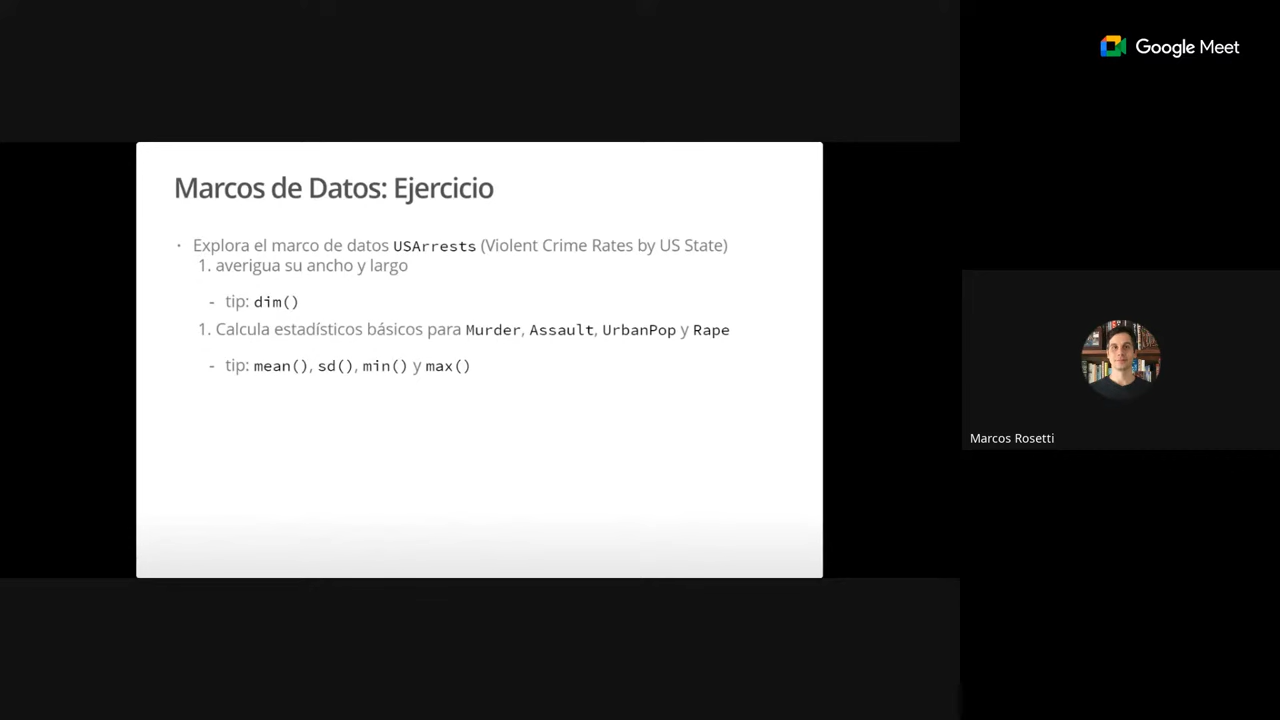 Google Meet
Marcos de Datos: Ejercicio
· Explora el marco de datos USArrests (Violent Crime Rates by US State)
1. averigua su ancho y largo
- tip: dim()
1. Calcula estadísticos básicos para Murder, Assault, UrbanPop y Rape
- tip: mean(), sd(), min() y max()
Marcos Rosetti